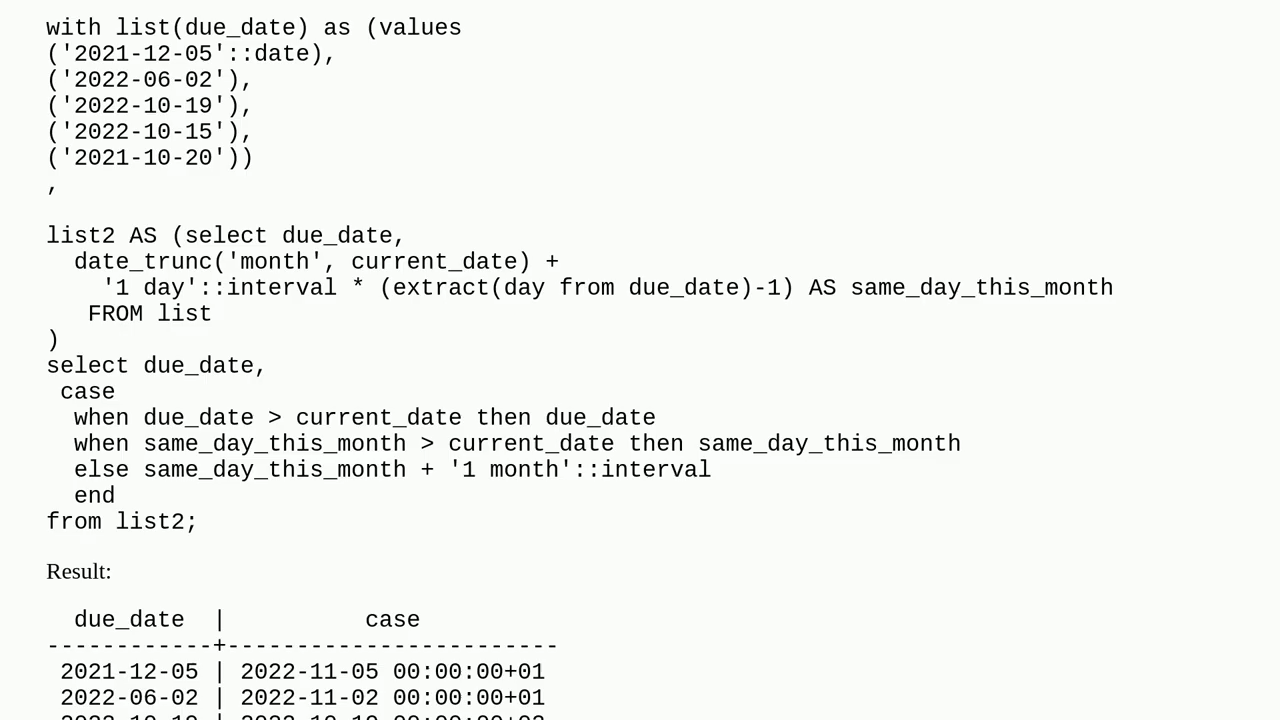 with list(due_date) as (values
('2021-12-05'::date),
('2022-06-02'),
('2022-10-19'),
('2022-10-15'),
('2021-10-20'))
,
list2 AS (select due_date,
date_trunc('month', current_date) +
'1 day'::interval * (extract(day from due_date)-1) AS same_day_this_month
FROM list
)
select due_date,
case
when due_date > current_date then due_date
when same_day_this_month > current_date then same_day_this_month
else same_day_this_month + '1 month'::interval
end
from list2;
Result:
due_date | case
------------+------------------------
2021-12-05 | 2022-11-05 00:00:00+01
2022-06-02 | 2022-11-02 00:00:00+01